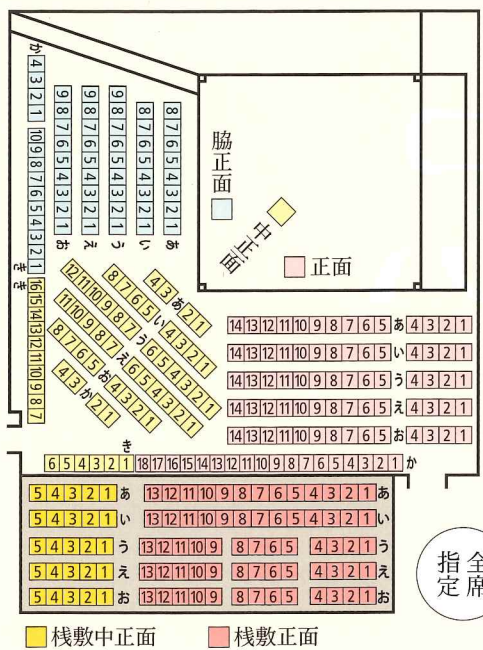 か 4 3 2 1
10 9 8 7 6 5 4 3 2 1 き
き 16 15 14 13 12 11 10 9 8 7
9 8 7 6 5 4 3 2 1 お
9 8 7 6 5 4 3 2 1 え
9 8 7 6 5 4 3 2 1 う
8 7 6 5 4 3 2 1 い
8 7 6 5 4 3 2 1 あ
脇正面
中正面
正面
4 3 あ 2 1
8 7 6 5 い 4 3 2 1
12 11 10 9 8 7 う 6 5 4 3 2 1
11 10 9 8 7 え 6 5 4 3 2 1
8 7 6 5 お 4 3 2 1
4 3 か 2 1
14 13 12 11 10 9 8 7 6 5 あ 4 3 2 1
14 13 12 11 10 9 8 7 6 5 い 4 3 2 1
14 13 12 11 10 9 8 7 6 5 う 4 3 2 1
14 13 12 11 10 9 8 7 6 5 え 4 3 2 1
14 13 12 11 10 9 8 7 6 5 お 4 3 2 1
き
6 5 4 3 2 1 18 17 16 15 14 13 12 11 10 9 8 7 6 5 4 3 2 1 か
5 4 3 2 1 あ 13 12 11 10 9 8 7 6 5 4 3 2 1 あ
5 4 3 2 1 い 13 12 11 10 9 8 7 6 5 4 3 2 1 い
5 4 3 2 1 う 13 12 11 10 9 8 7 6 5 4 3 2 1 う
5 4 3 2 1 え 13 12 11 10 9 8 7 6 5 4 3 2 1 え
5 4 3 2 1 お 13 12 11 10 9 8 7 6 5 4 3 2 1 お
全席
指定
桟敷中正面
桟敷正面